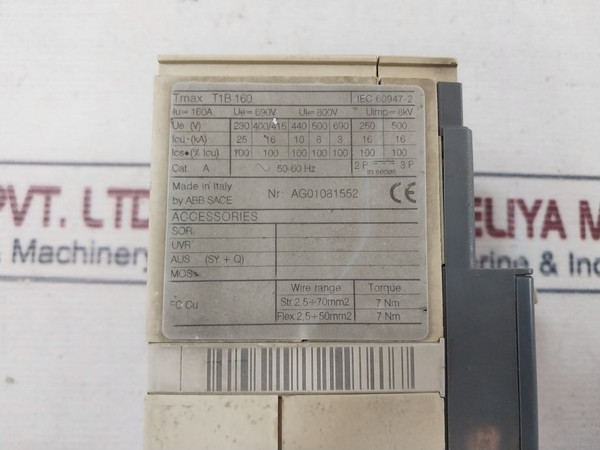 Tmax T1B 160 IEC 60947-2
Iu=160A Ue=690V Ui=800V Uimp=8kV
Ue (V) 230 400/415 440 500 690 250 500
Icu (kA) 25 16 10 8 3 16 16
Ics (% Icu) 100 100 100 100 100 100 100
Cat. A ~ 50-60 Hz 2 P 3 P
in series
Made in Italy
by ABB SACE Nr: AG01081552 CE
ACCESSORIES
SOR
UVR
AUS (SY + Q)
MOS
Wire range Torque
FC Cu Str 2,5÷70mm2 7 Nm
Flex 2,5÷50mm2 7 Nm
PVT. LTD
& Machinery
ELIYA M
rine & Ind